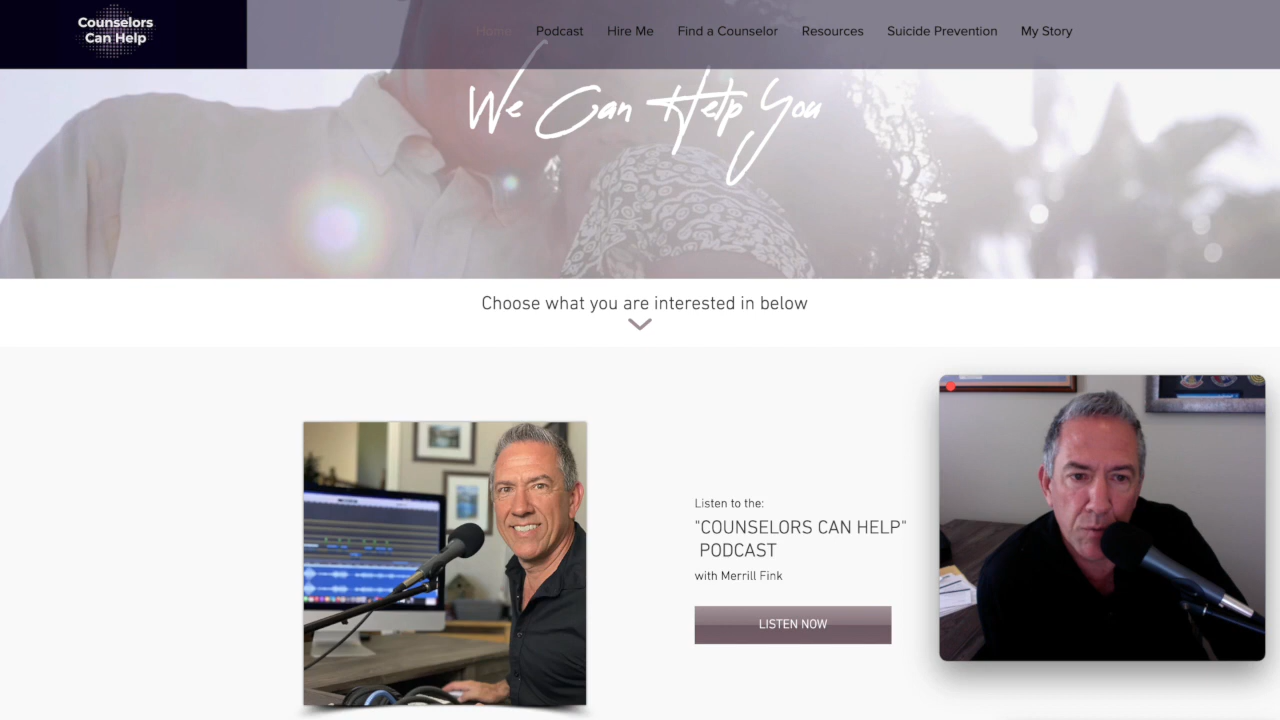 Counselors
Can Help
Home
Podcast
Hire Me
Find a Counselor
Resources
Suicide Prevention
My Story
We Can Help You
Choose what you are interested in below
Listen to the:
"COUNSELORS CAN HELP"
PODCAST
with Merrill Fink
LISTEN NOW